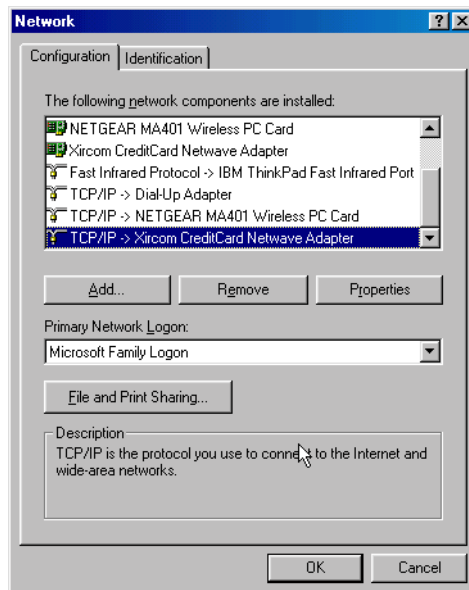 Network
Configuration Identification
The following network components are installed:
NETGEAR MA401 Wireless PC Card
Xircom CreditCard Netwave Adapter
Fast Infrared Protocol -> IBM ThinkPad Fast Infrared Port
TCP/IP -> Dial-Up Adapter
TCP/IP -> NETGEAR MA401 Wireless PC Card
TCP/IP -> Xircom CreditCard Netwave Adapter
Add... Remove Properties
Primary Network Logon:
Microsoft Family Logon
File and Print Sharing...
Description
TCP/IP is the protocol you use to connect to the Internet and
wide-area networks.
OK Cancel